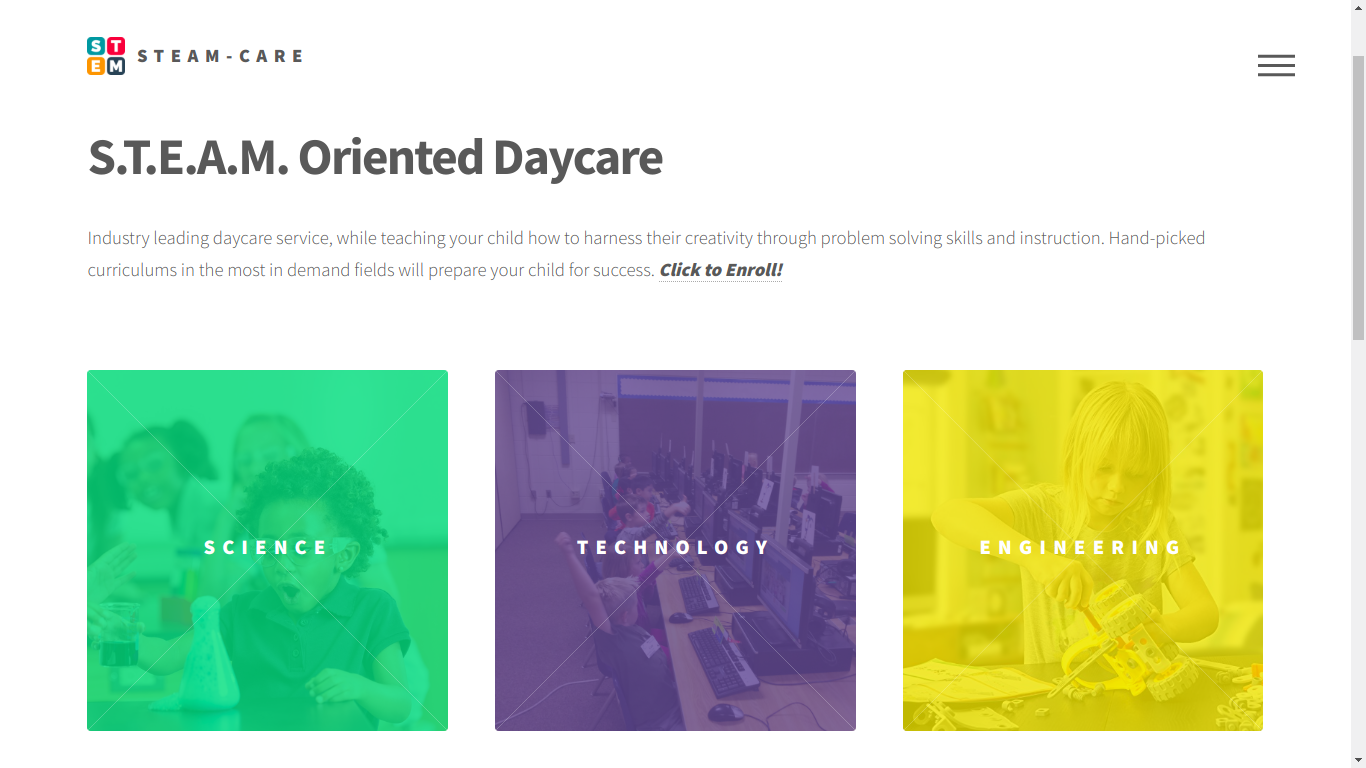 S T
E M
STEAM-CARE
S.T.E.A.M. Oriented Daycare
Industry leading daycare service, while teaching your child how to harness their creativity through problem solving skills and instruction. Hand-picked
curriculums in the most in demand fields will prepare your child for success. Click to Enroll!
SCIENCE
TECHNOLOGY
ENGINEERING